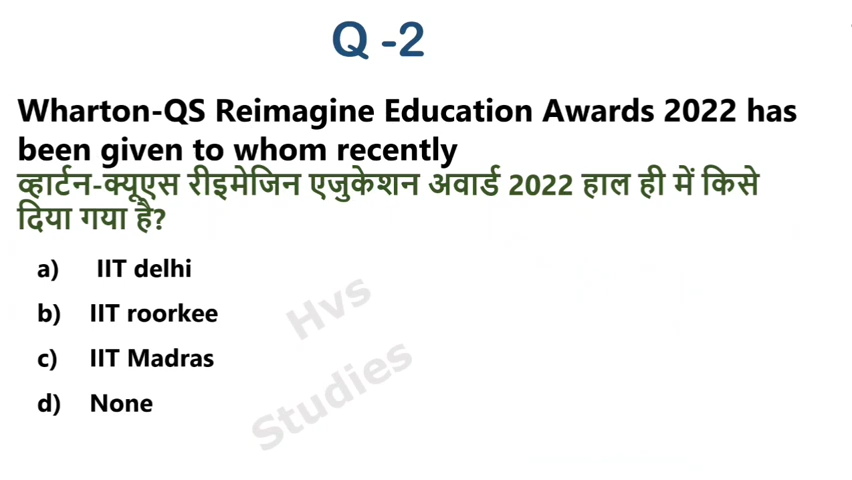 Q -2
Wharton-QS Reimagine Education Awards 2022 has
been given to whom recently
व्हार्टन-क्यूएस रीइमेजिन एजुकेशन अवार्ड 2022 हाल ही में किसे
दिया गया है?
a) IIT delhi
b) IIT roorkee
c) IIT Madras
d) None
Hvs
Studies